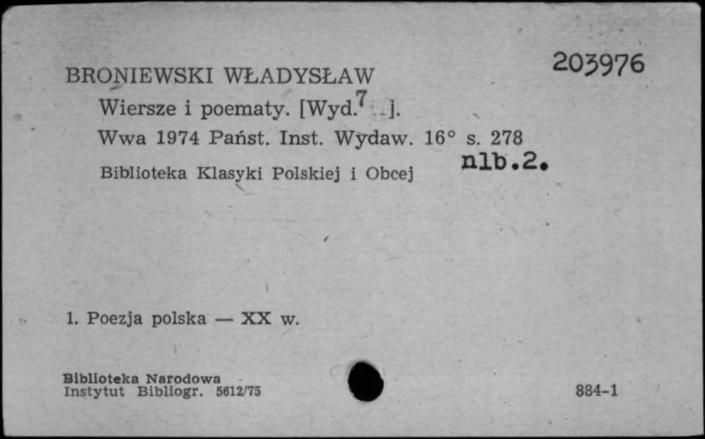 203976
BRONIEWSKI WŁADYSŁAW
Wiersze i poematy. [Wyd. 7 ..].
Wwa 1974 Państ. Inst. Wydaw. 16° s. 278
nlb.2.
Biblioteka Klasyki Polskiej i Obcej
1. Poezja polska — XX w.
Biblioteka Narodowa
Instytut Bibliogr. 5612/75
884-1